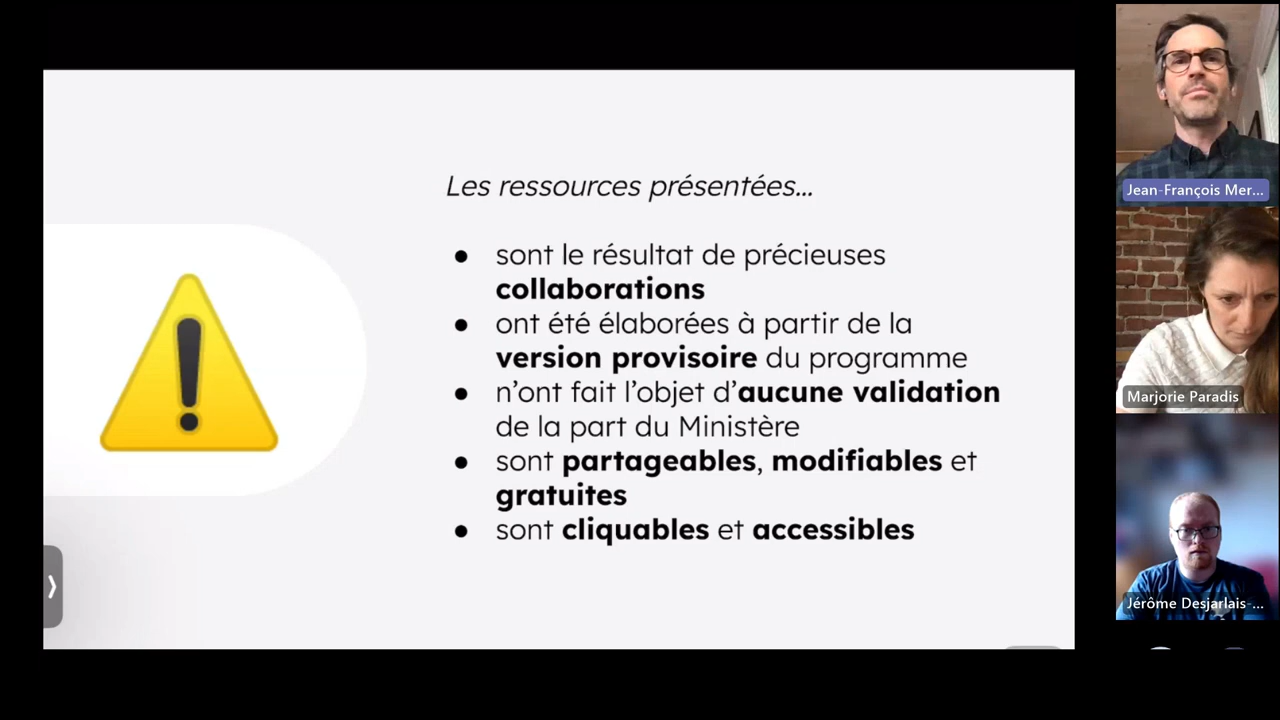 Les ressources présentées...
● sont le résultat de précieuses
collaborations
● ont été élaborées à partir de la
version provisoire du programme
● n'ont fait l'objet d'aucune validation
de la part du Ministère
● sont partageables, modifiables et
gratuites
● sont cliquables et accessibles
Jean-François Mer...
Marjorie Paradis
Jérôme Desjarlais-...